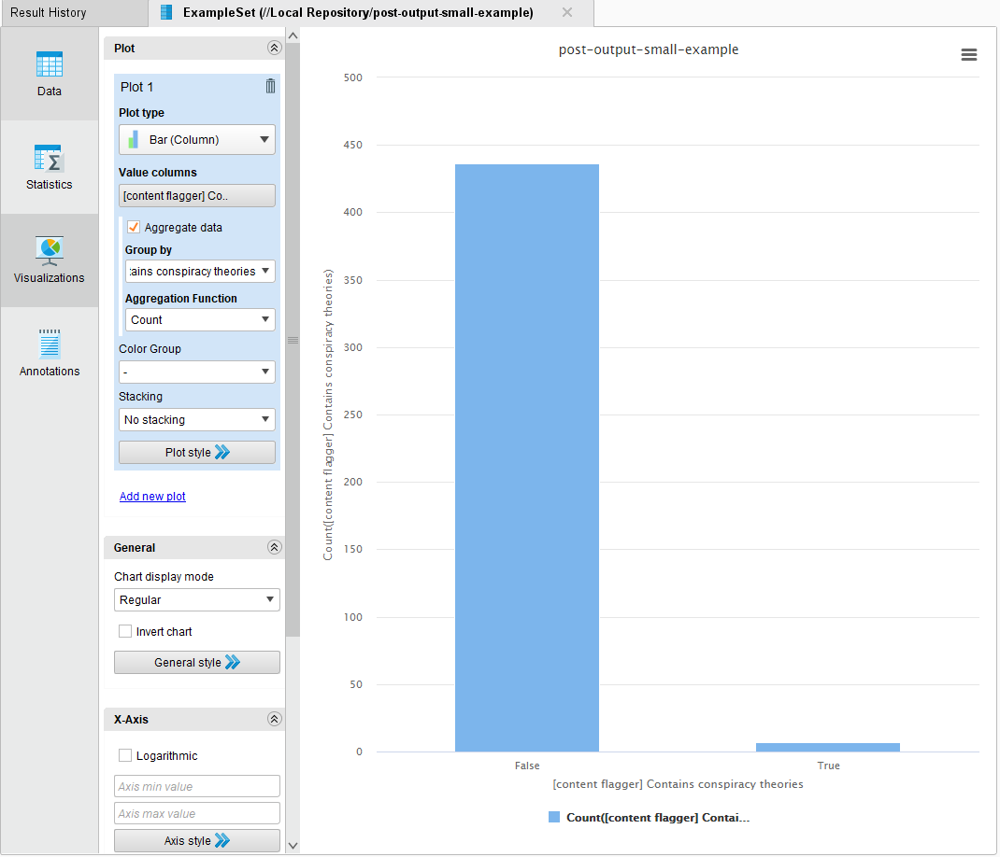 Result History
ExampleSet (//Local Repository/post-output-small-example)
Data
Statistics
Visualizations
Annotations
Plot
Plot 1
Plot type
Bar (Column)
Value columns
[content flagger] Co..
Aggregate data
Group by
tains conspiracy theories
Aggregation Function
Count
Color Group
-
Stacking
No stacking
Plot style
Add new plot
General
Chart display mode
Regular
Invert chart
General style
X-Axis
Logarithmic
Axis min value
Axis max value
Axis style
post-output-small-example
Count([content flagger] Contains conspiracy theories)
500
450
400
350
300
250
200
150
100
50
0
False
True
[content flagger] Contains conspiracy theories
Count([content flagger] Contai...